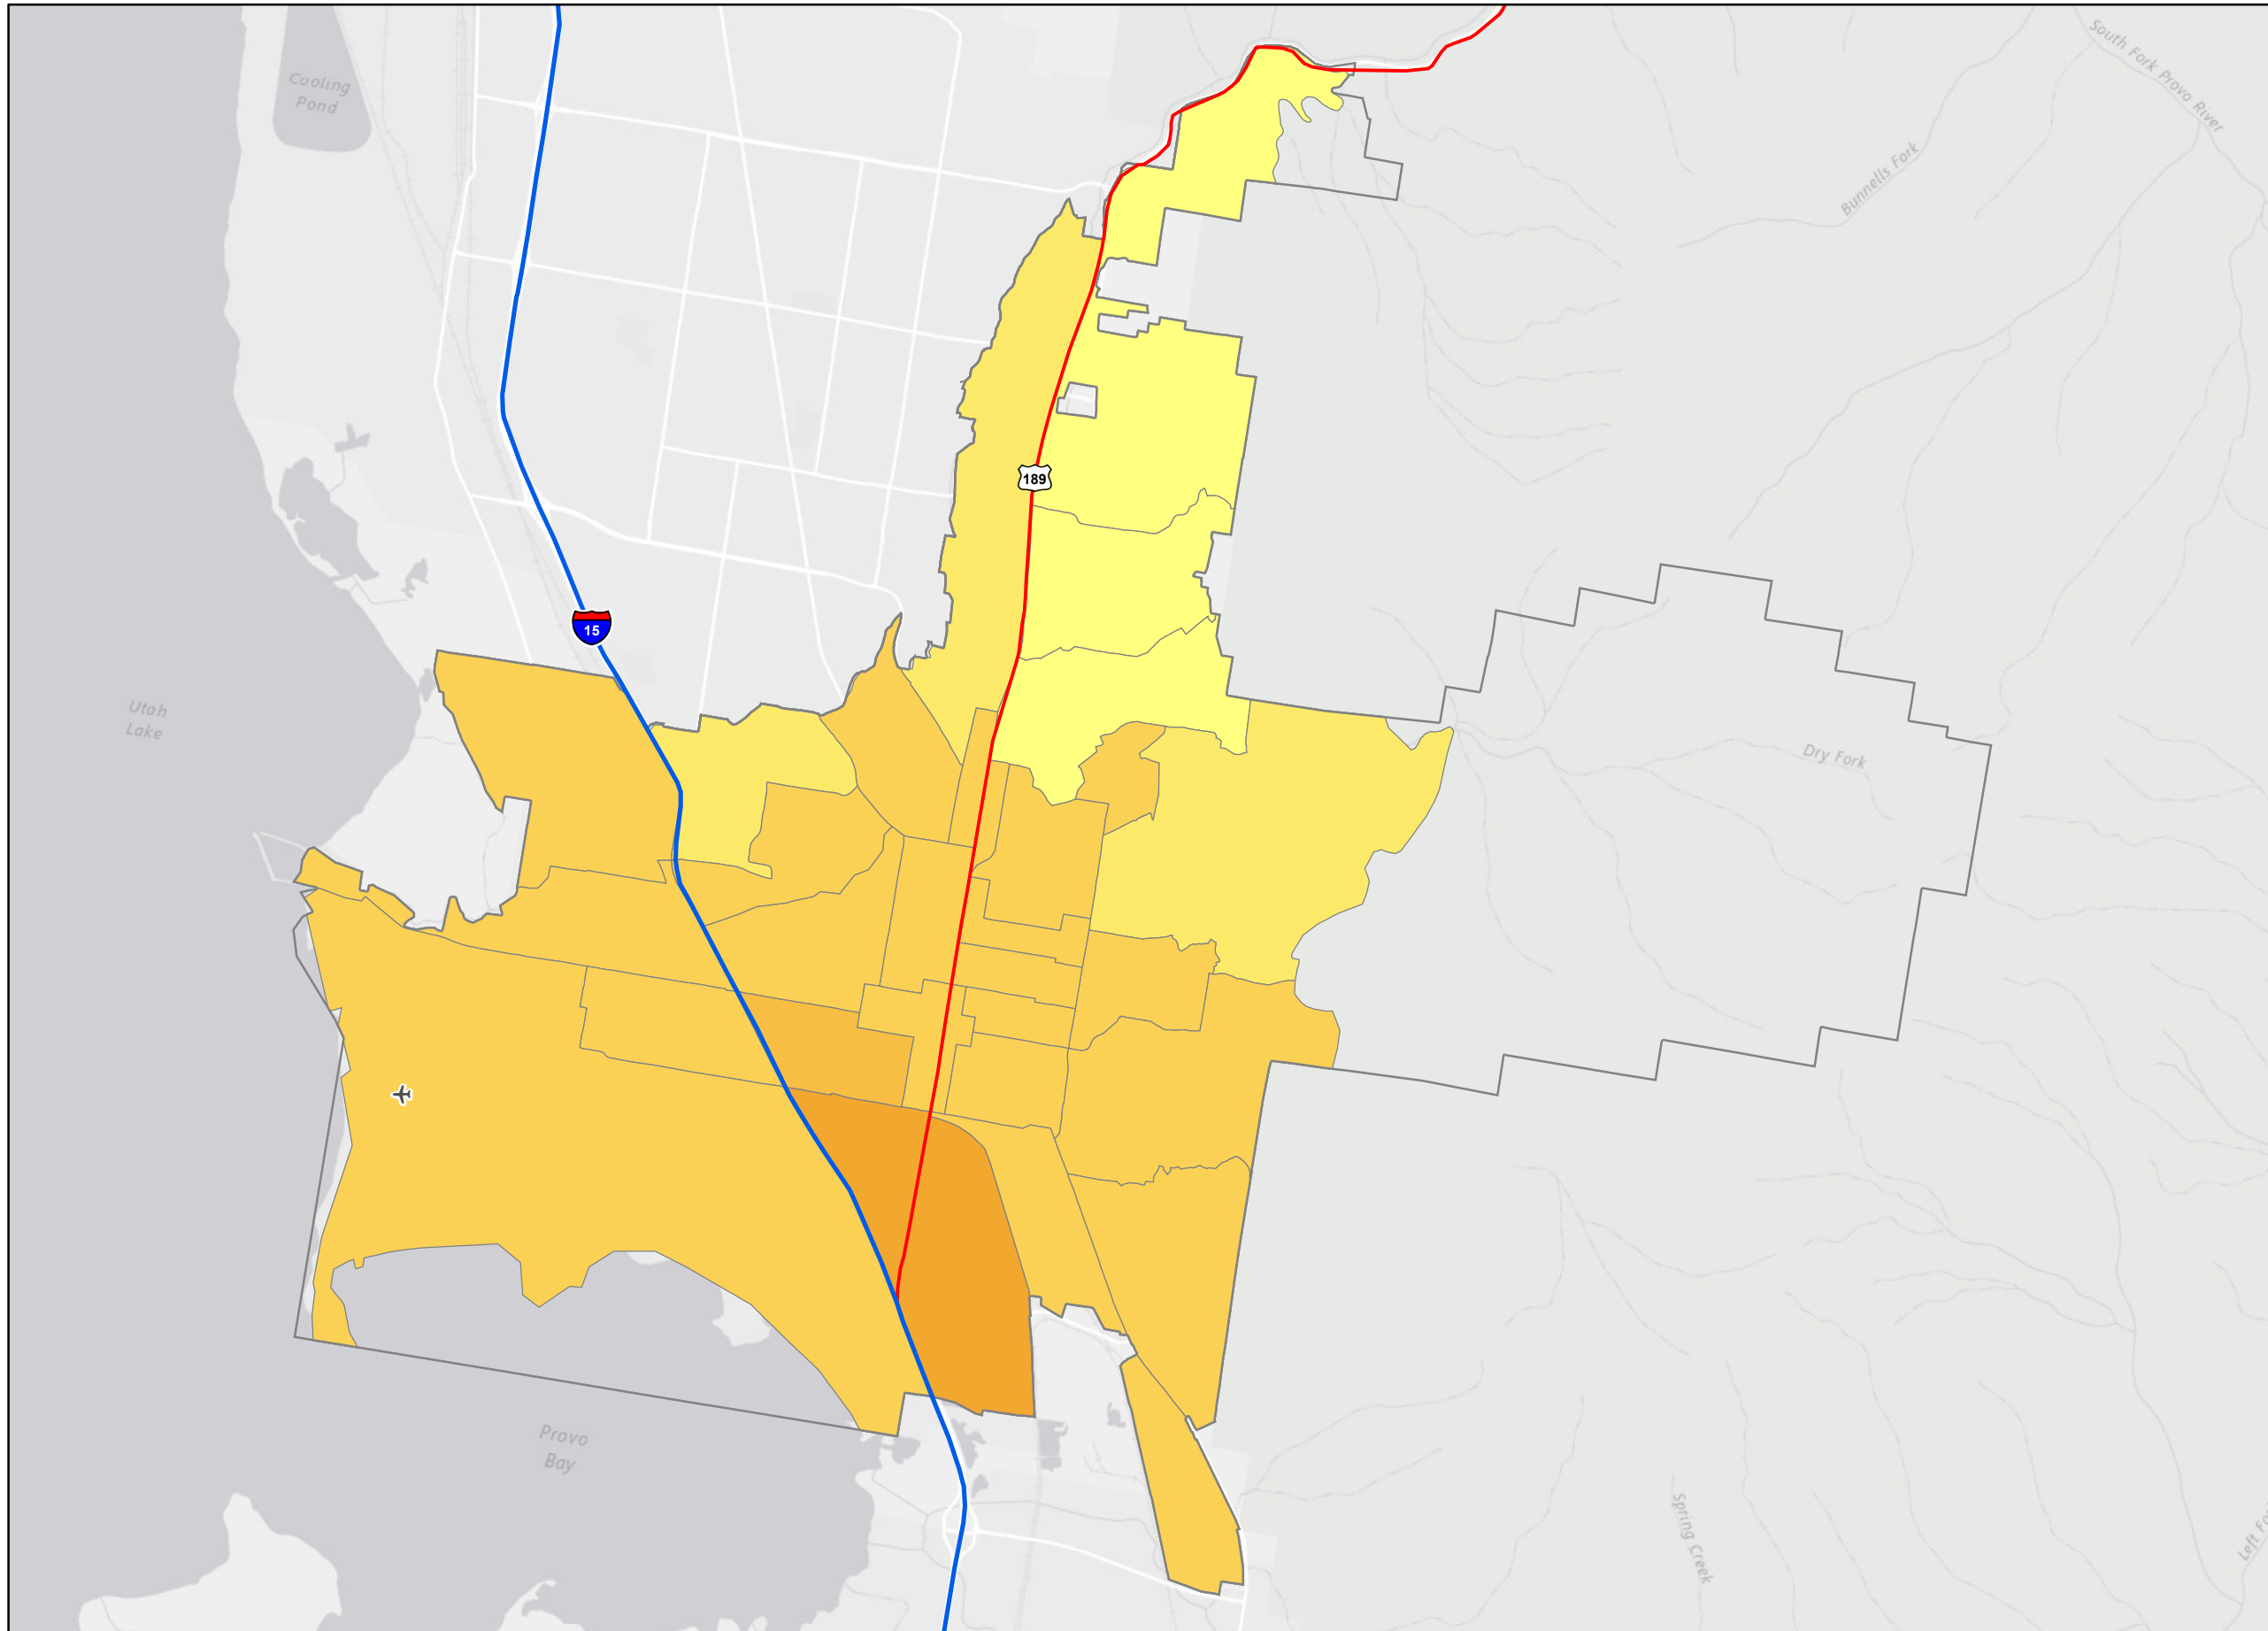 Cooling
Pond
South Fork Provo River
Bunnells Fork
189
15
Utah
Lake
Dry Fork
Provo
Bay
Spring Creek